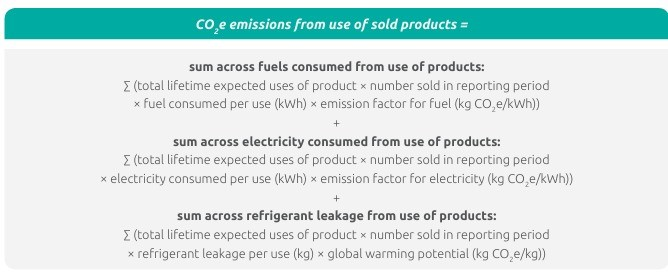 CO₂e emissions from use of sold products =
sum across fuels consumed from use of products:
∑ (total lifetime expected uses of product × number sold in reporting period
× fuel consumed per use (kWh) × emission factor for fuel (kg CO₂e/kWh))
+
sum across electricity consumed from use of products:
∑ (total lifetime expected uses of product × number sold in reporting period
× electricity consumed per use (kWh) × emission factor for electricity (kg CO₂e/kWh))
+
sum across refrigerant leakage from use of products:
∑ (total lifetime expected uses of product × number sold in reporting period
× refrigerant leakage per use (kg) × global warming potential (kg CO₂e/kg))